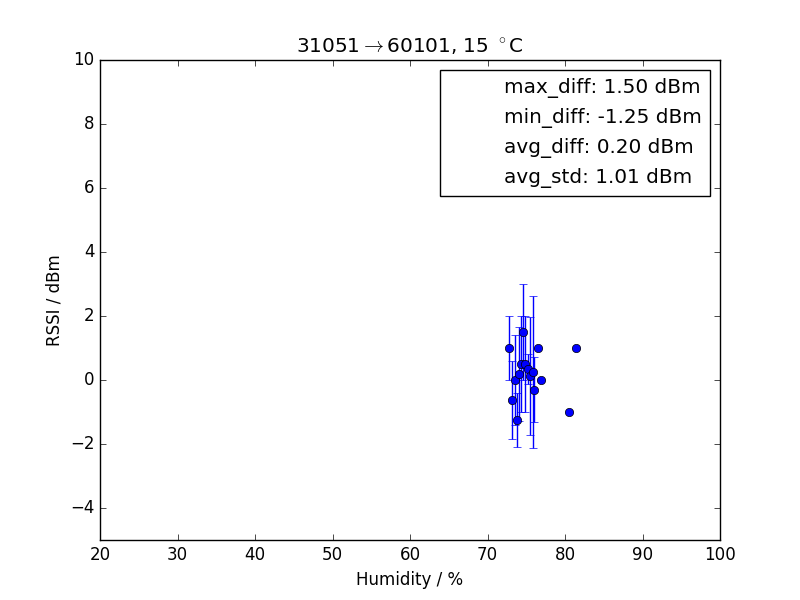 31051→60101, 15 °C
max_diff: 1.50 dBm
min_diff: -1.25 dBm
avg_diff: 0.20 dBm
avg_std: 1.01 dBm
10
8
6
4
2
0
−2
−4
RSSI / dBm
20 30 40 50 60 70 80 90 100
Humidity / %